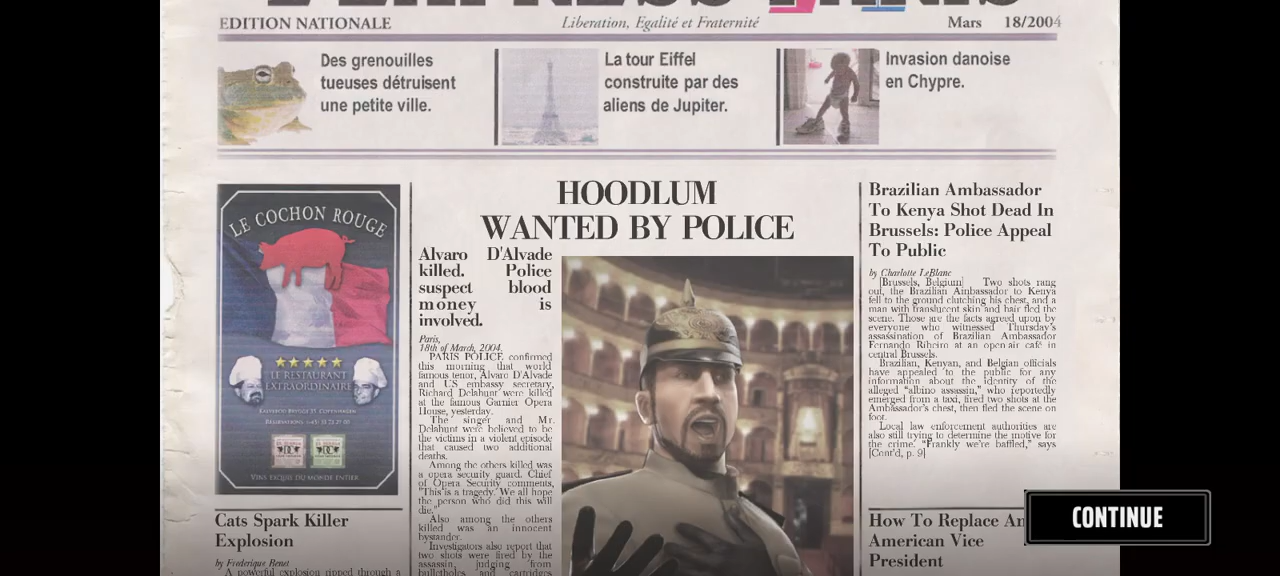 EDITION NATIONALE
Liberation, Egalité et Fraternité
Mars 18/2004
Des grenouilles
tueuses détruisent
une petite ville.
La tour Eiffel
construite par des
aliens de Jupiter.
Invasion danoise
en Chypre.
LE COCHON ROUGE
LE RESTAURANT
EXTRAORDINAIRE
VINS EXQUIS DU MONDE ENTIER
Cats Spark Killer
Explosion
by Frederique Benet
A powerful explosion ripped through a
HOODLUM
WANTED BY POLICE
Alvaro D'Alvade
killed. Police
suspect blood
money is
involved.
Paris,
18th of March, 2004.
PARIS POLICE confirmed
this morning that world
famous tenor, Alvaro D'Alvade
and US embassy secretary,
Richard Delahunt were killed
at the famous Garnier Opera
House, yesterday.
The singer and Mr.
Delahunt were believed to be
the victims in a violent episode
that caused two additional
deaths.
Among the others killed was
a opera security guard. Chief
of Opera Security comments,
"This is a tragedy. We all hope
the person who did this will
die."
Also among the others
killed was an innocent
bystander.
Investigators also report that
two shots were fired by the
assassin, judging from
bulletholes and cartridges
Brazilian Ambassador
To Kenya Shot Dead In
Brussels: Police Appeal
To Public
by Charlotte LeBlanc
[Brussels, Belgium] Two shots rang
out, the Brazilian Ambassador to Kenya
fell to the ground clutching his chest, and a
man with translucent skin and hair fled the
scene. Those are the facts agreed upon by
everyone who witnessed Thursday's
assassination of Brazilian Ambassador
Fernando Ribeiro at an open air café in
central Brussels.
Brazilian, Kenyan, and Belgian officials
have appealed to the public for any
information about the identity of the
alleged "albino assassin," who reportedly
emerged from a taxi, fired two shots at the
Ambassador's chest, then fled the scene on
foot.
Local law enforcement authorities are
also still trying to determine the motive for
the crime. "Frankly we're baffled," says
[Cont'd, p. 9]
How To Replace An
American Vice
President
CONTINUE